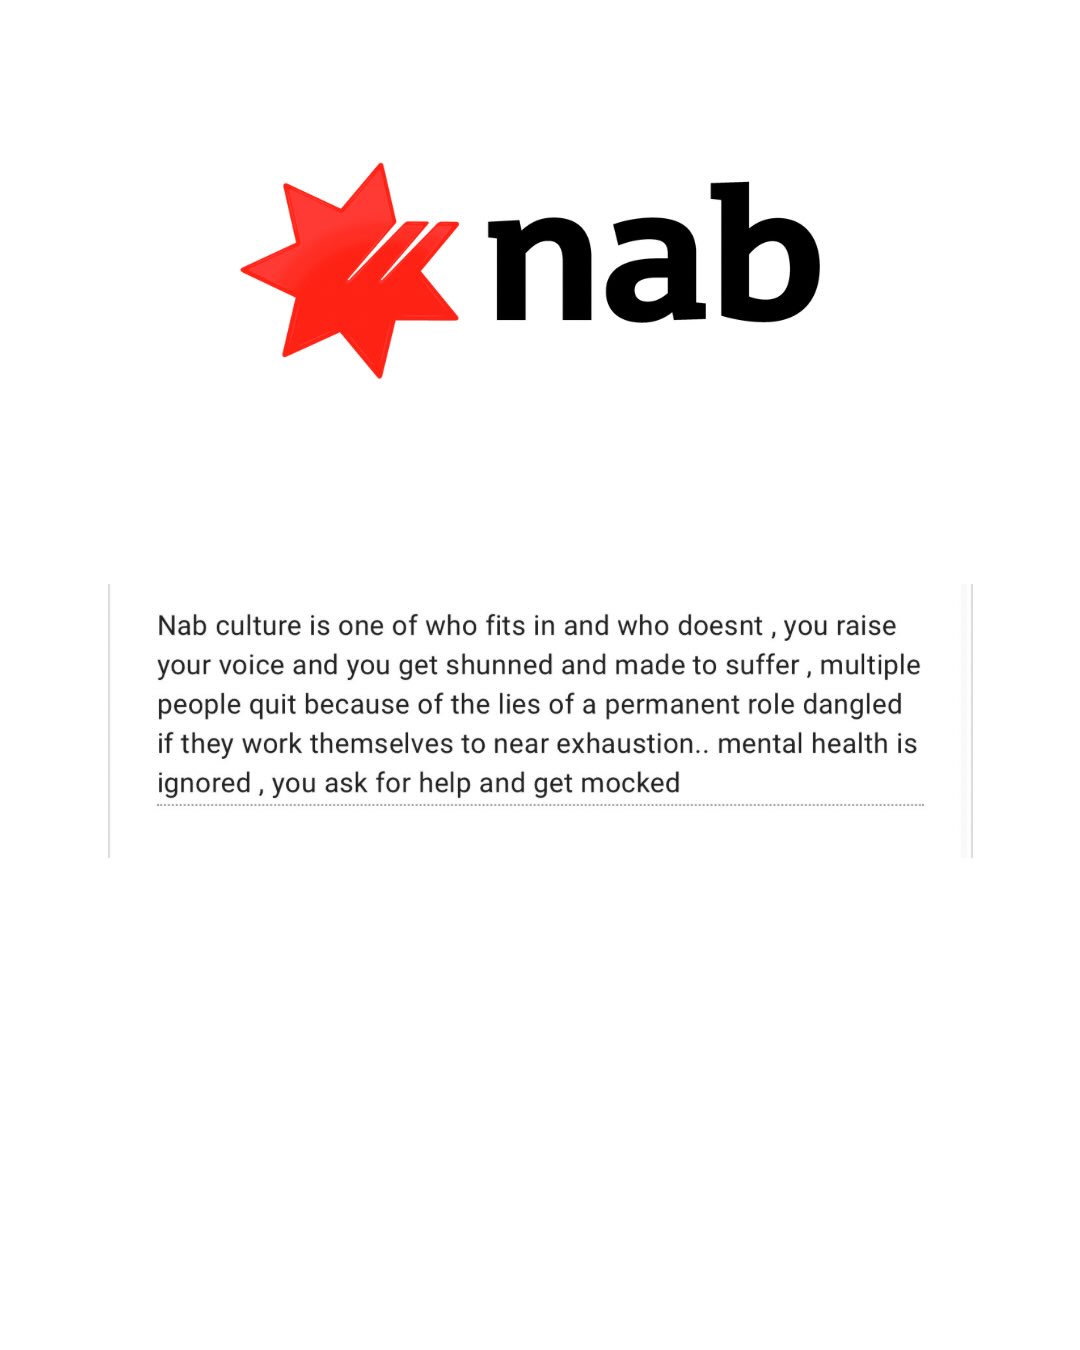 nab
Nab culture is one of who fits in and who doesnt , you raise
your voice and you get shunned and made to suffer , multiple
people quit because of the lies of a permanent role dangled
if they work themselves to near exhaustion.. mental health is
ignored , you ask for help and get mocked